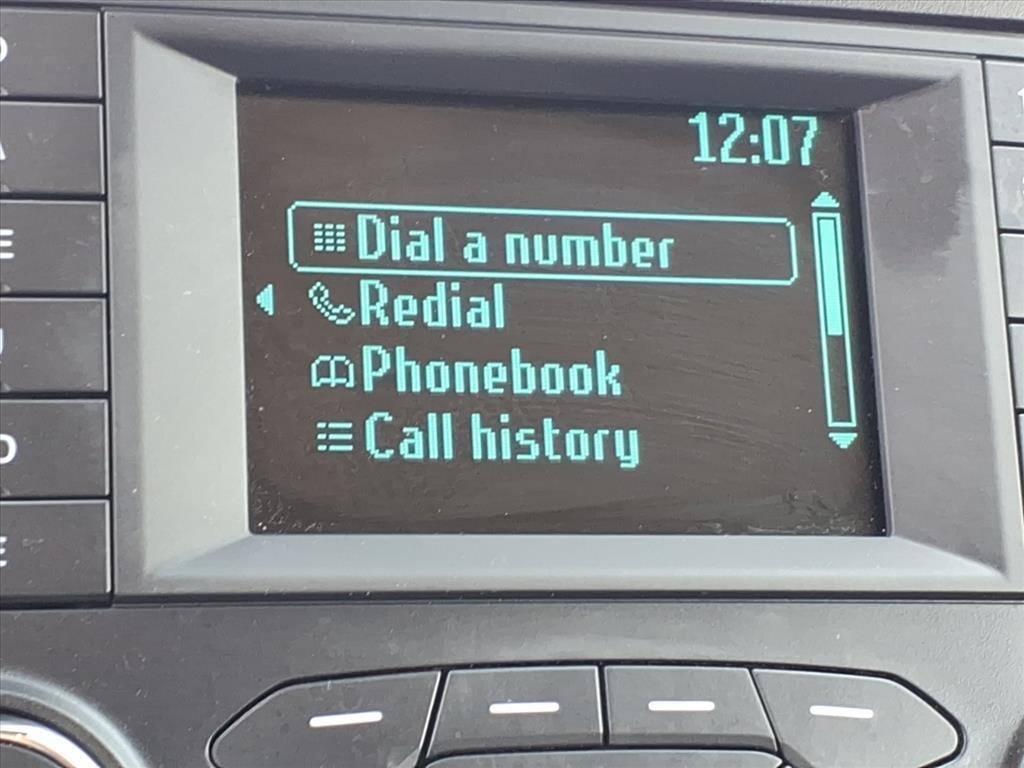 12:07
Dial a number
Redial
Phonebook
Call history